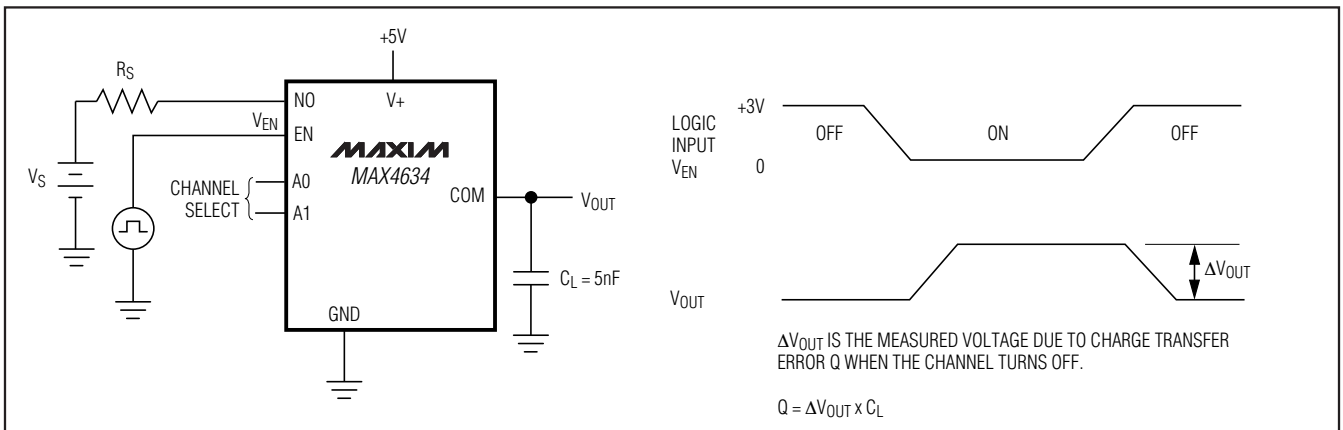 +5V
RS
NO
V+
VEN
EN
MAXIM
MAX4634
VS
CHANNEL
SELECT
A0
A1
COM
VOUT
CL = 5nF
GND
LOGIC
INPUT
VEN
+3V
0
OFF
ON
OFF
VOUT
ΔVOUT
ΔVOUT IS THE MEASURED VOLTAGE DUE TO CHARGE TRANSFER
ERROR Q WHEN THE CHANNEL TURNS OFF.
Q = ΔVOUT x CL